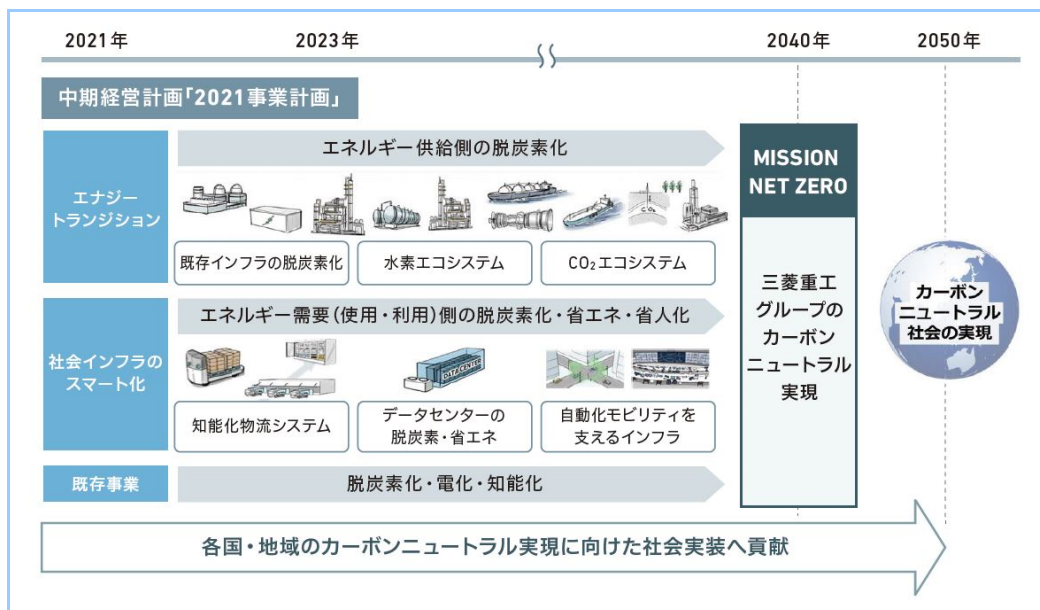 2021年
2023年
2040年
2050年
中期経営計画「2021事業計画」
エナジー
トランジション
エネルギー供給側の脱炭素化
CO₂
既存インフラの脱炭素化
水素エコシステム
CO₂エコシステム
社会インフラの
スマート化
エネルギー需要(使用・利用)側の脱炭素化・省エネ・省人化
DATA CENTER
知能化物流システム
データセンターの
脱炭素・省エネ
自動化モビリティを
支えるインフラ
既存事業
脱炭素化・電化・知能化
MISSION
NET ZERO
三菱重工
グループの
カーボン
ニュートラル
実現
カーボン
ニュートラル
社会の実現
各国・地域のカーボンニュートラル実現に向けた社会実装へ貢献